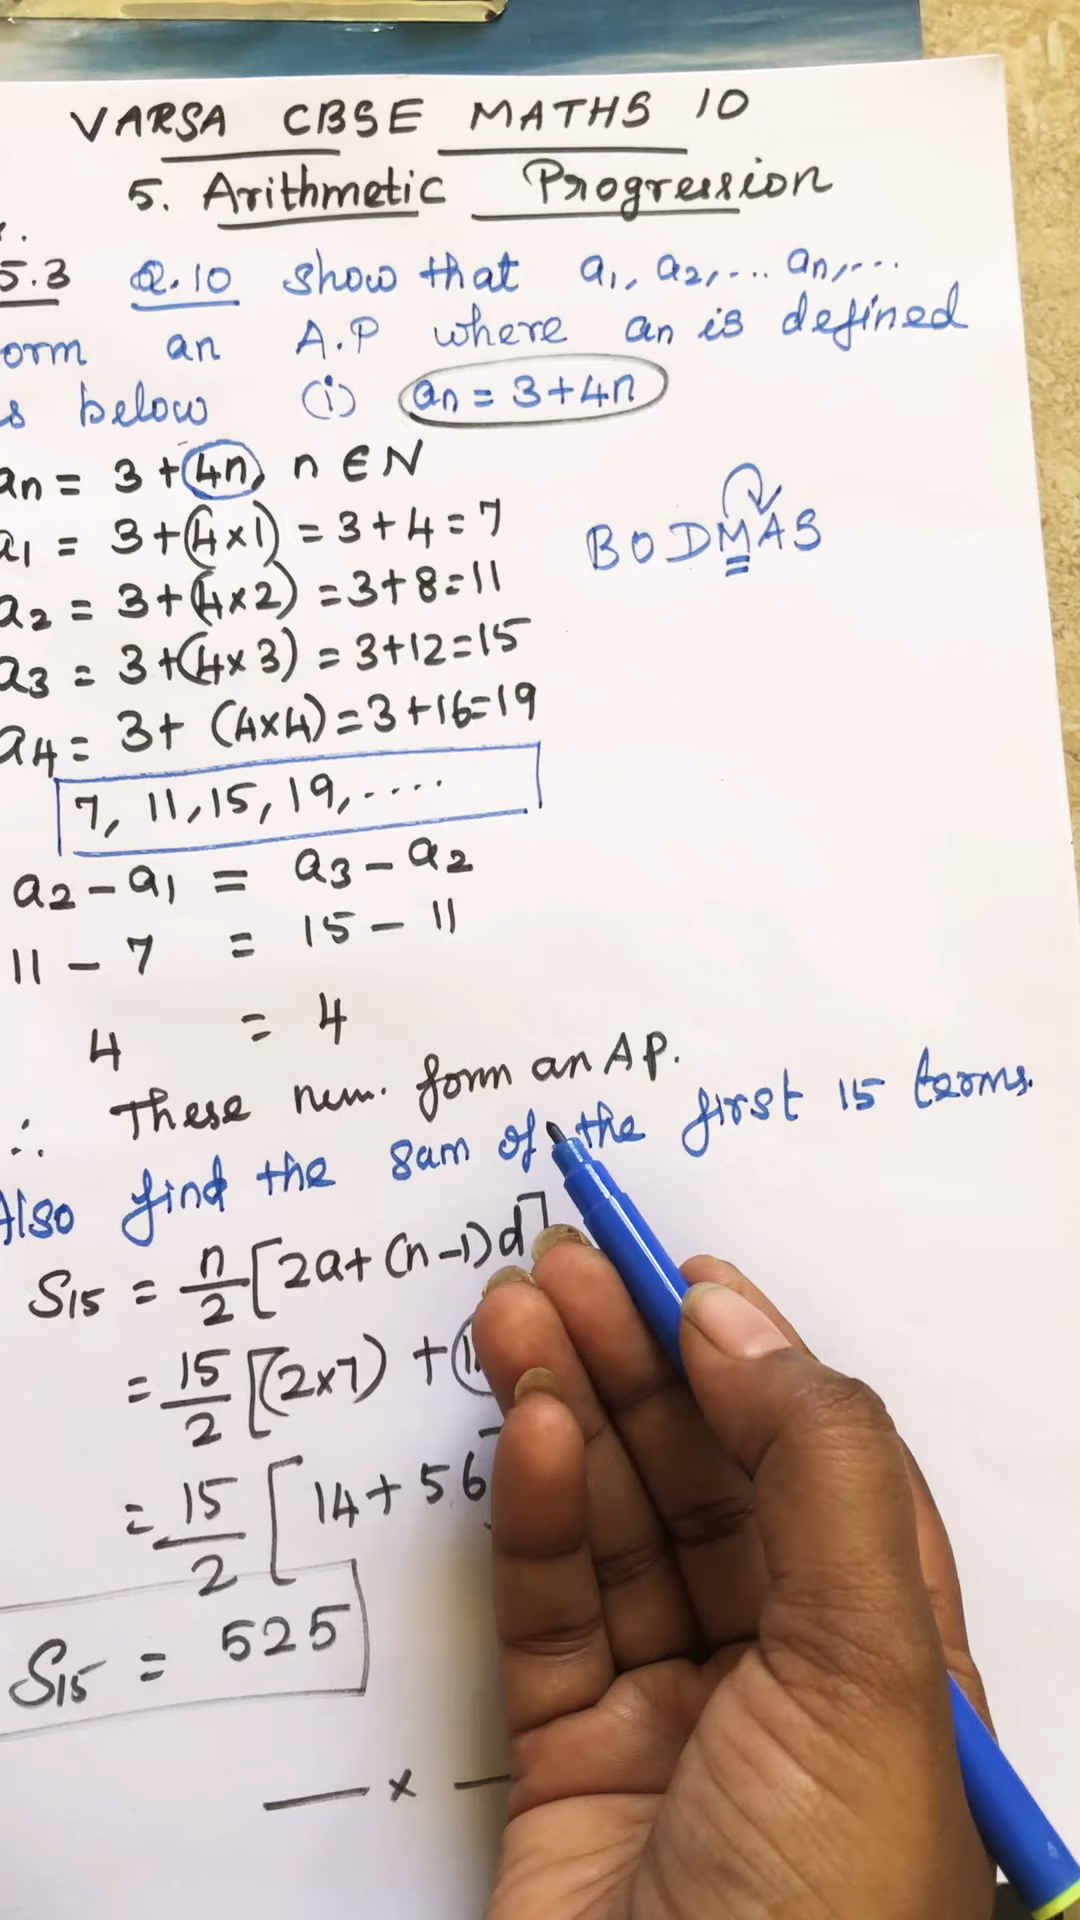 VARSA CBSE MATHS 10
5. Arithmetic Progression
5.3 Q.10 show that a1, a2,... an,...
orm an A.P where an is defined
s below (i) an = 3+4n
an = 3+4n, n ∈ N
a1 = 3+(4×1) = 3+4=7
BODMAS
a2 = 3+(4×2) =3+8=11
a3 = 3+(4×3) = 3+12=15
a4= 3+ (4×4)=3+16=19
7, 11, 15, 19, ....
a2-a1 = a3-a2
11 - 7 = 15 - 11
4 = 4
∴ These num. form an AP.
Also find the sum of the first 15 terms.
S15 = n/2 [2a+(n-1)d]
= 15/2 [(2×7) + (1
= 15/2 [14+56]
S15 = 525
— × —